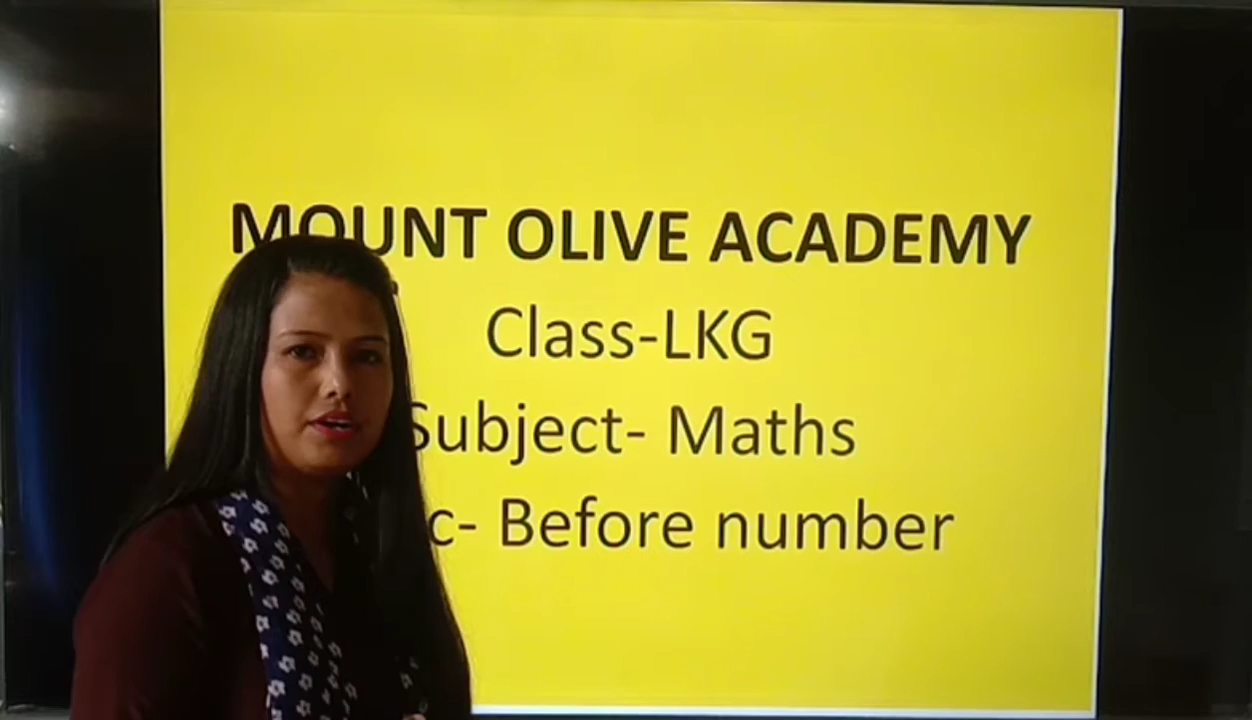 MOUNT OLIVE ACADEMY
Class-LKG
Subject- Maths
c- Before number